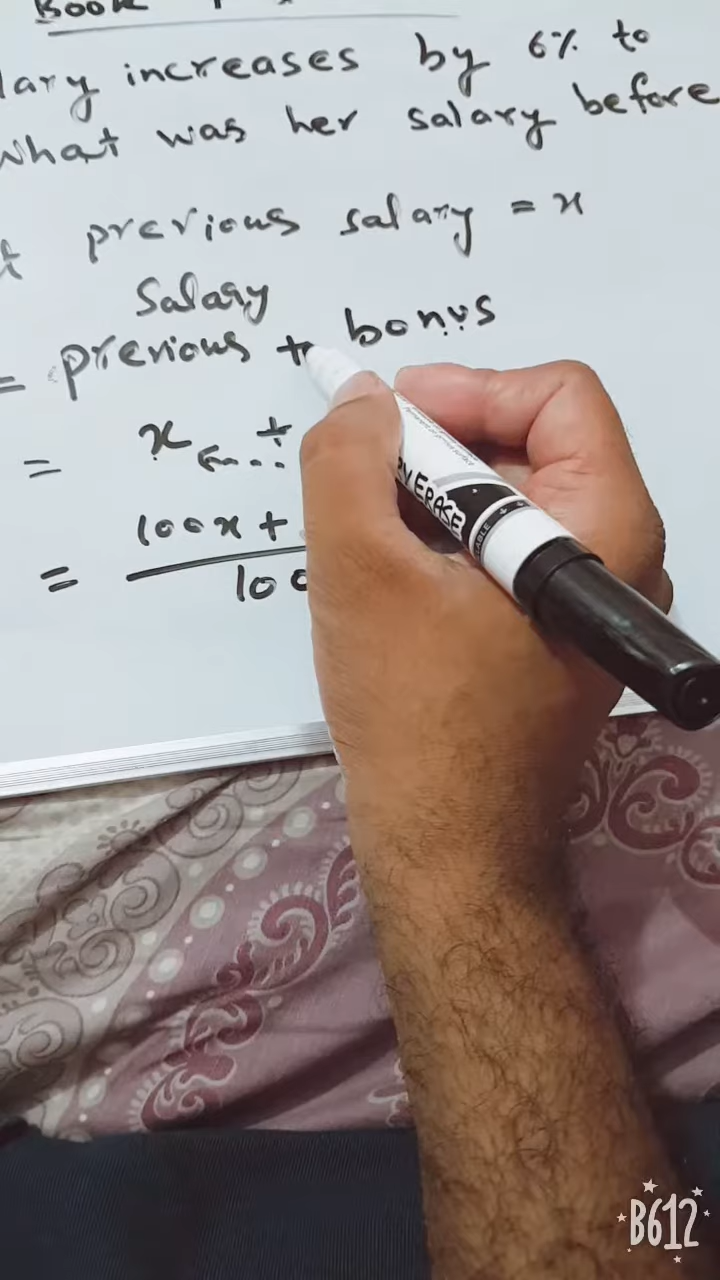 Book
lary increases by 6% to
What was her salary before
previous salary = x
Salary
= previous + bonus
= x +
100x +
= 100
ERASE
B612